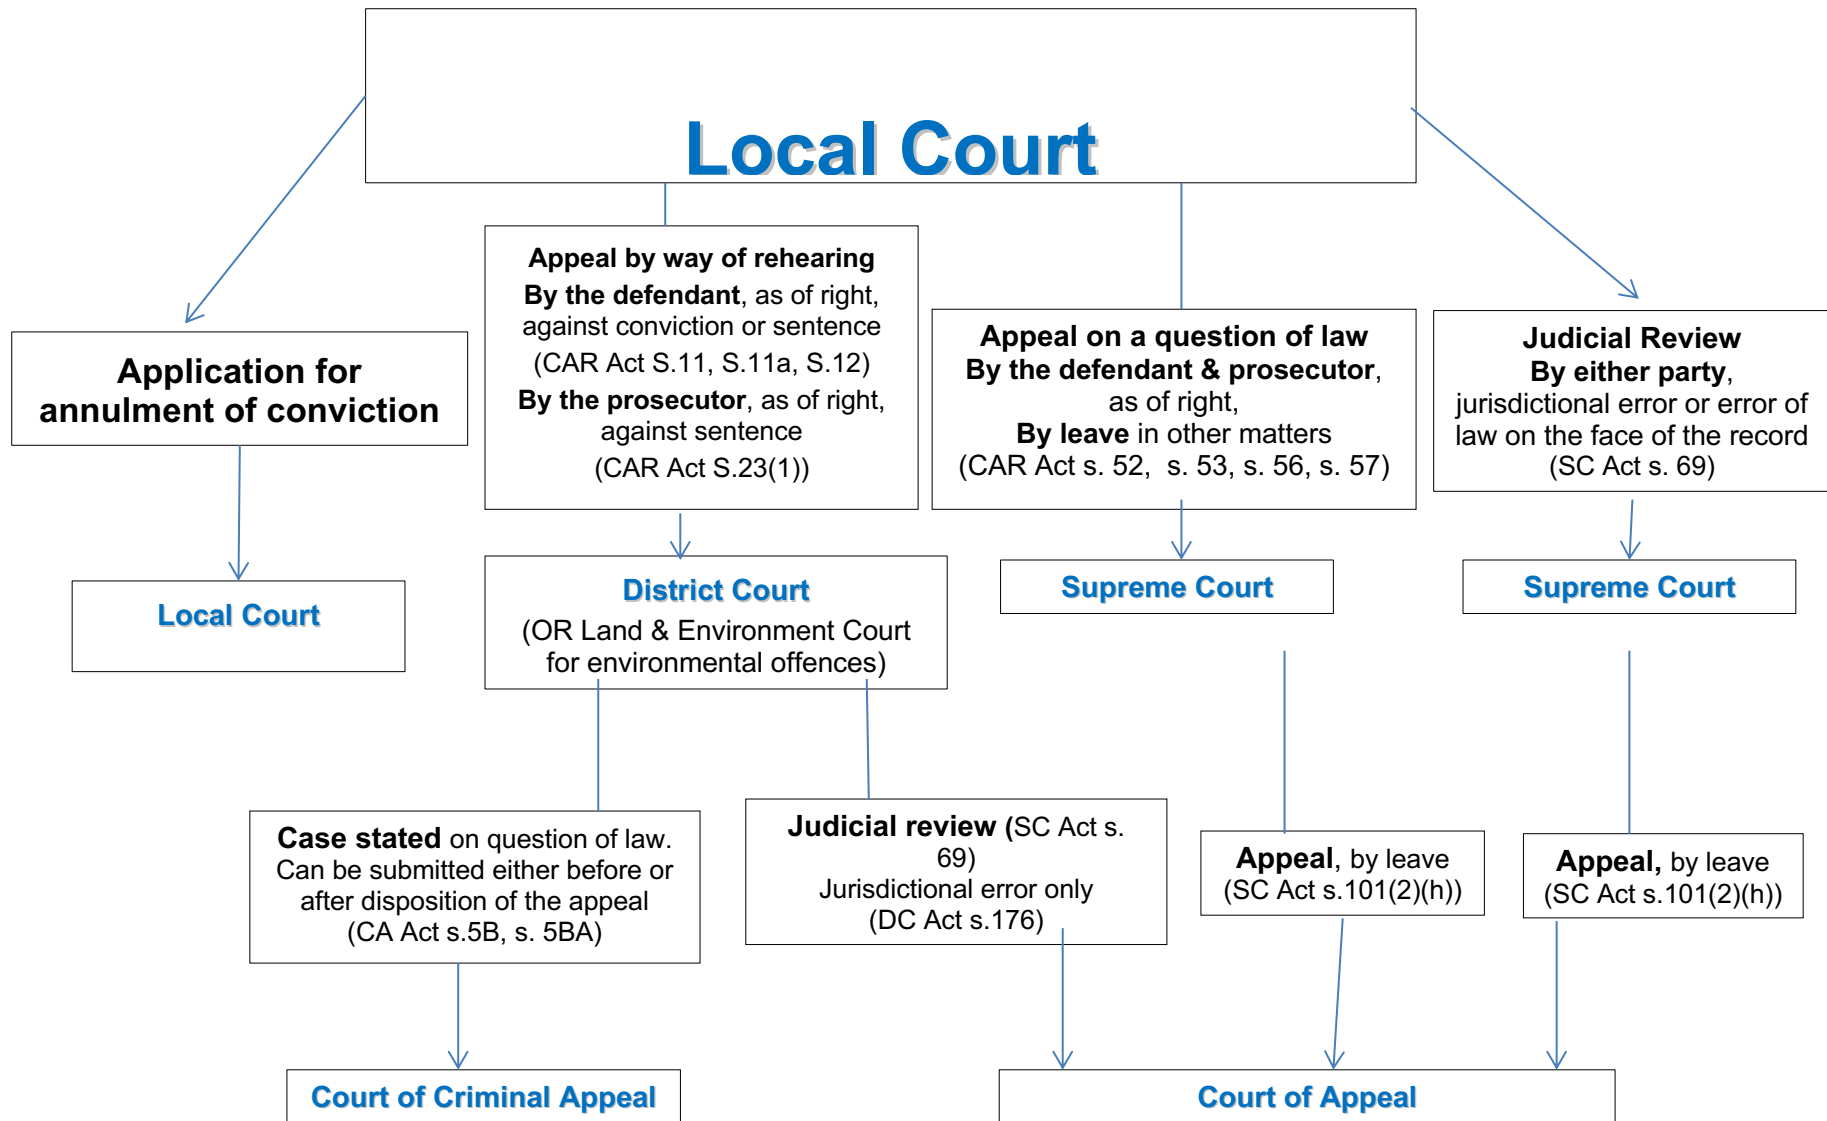 Local Court
Application for
annulment of conviction
Local Court
Appeal by way of rehearing
By the defendant, as of right,
against conviction or sentence
(CAR Act S.11, S.11a, S.12)
By the prosecutor, as of right,
against sentence
(CAR Act S.23(1))
District Court
(OR Land & Environment Court
for environmental offences)
Appeal on a question of law
By the defendant & prosecutor,
as of right,
By leave in other matters
(CAR Act s. 52, s. 53, s. 56, s. 57)
Supreme Court
Judicial Review
By either party,
jurisdictional error or error of
law on the face of the record
(SC Act s. 69)
Supreme Court
Case stated on question of law.
Can be submitted either before or
after disposition of the appeal
(CA Act s.5B, s. 5BA)
Judicial review (SC Act s.
69)
Jurisdictional error only
(DC Act s.176)
Appeal, by leave
(SC Act s.101(2)(h))
Appeal, by leave
(SC Act s.101(2)(h))
Court of Criminal Appeal
Court of Appeal